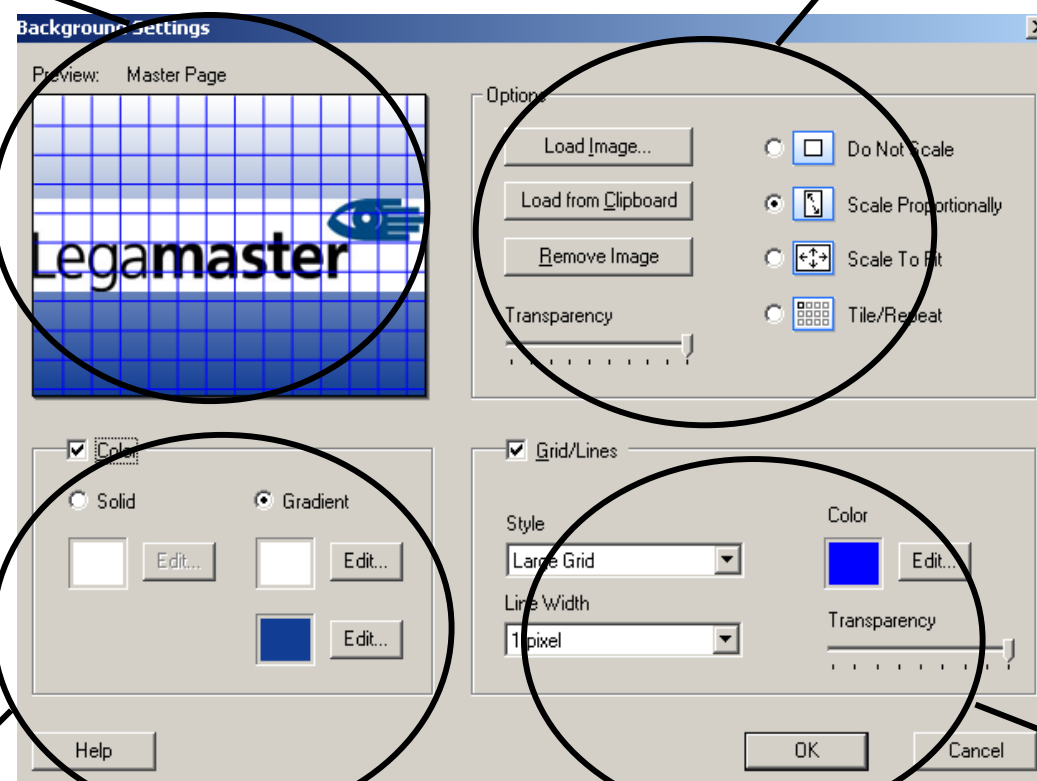 Background Settings
Preview: Master Page
Legamaster
Options
Load Image...
Load from Clipboard
Remove Image
Transparency
Do Not Scale
Scale Proportionally
Scale To Fit
Tile/Repeat
Color
Solid
Gradient
Edit...
Edit...
Edit...
Grid/Lines
Style
Large Grid
Line Width
1 pixel
Color
Edit...
Transparency
Help
OK
Cancel